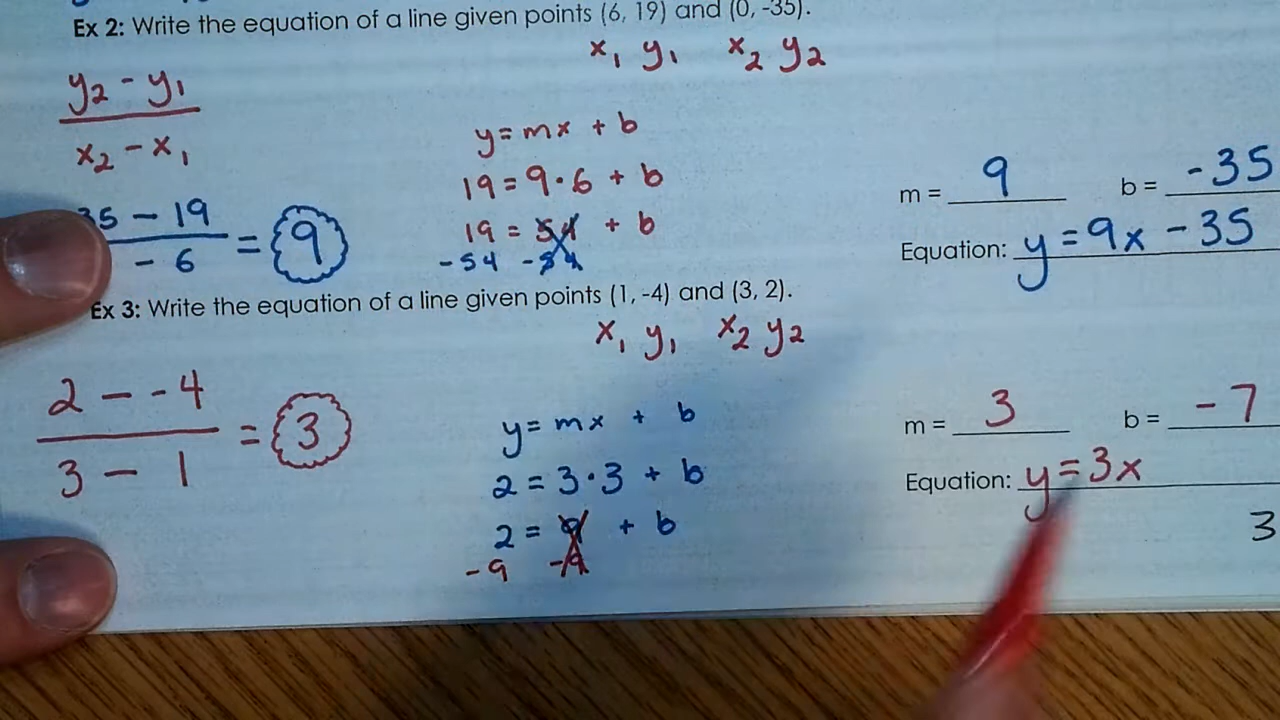 Ex 2: Write the equation of a line given points (6, 19) and (0, -35).
x₁ y₁ x₂ y₂
y₂ - y₁
x₂ - x₁
y = mx + b
19 = 9·6 + b
19 = 54 + b
-54 -54
35 - 19
- 6
= 9
m = 9 b = -35
Equation: y = 9x - 35
Ex 3: Write the equation of a line given points (1, -4) and (3, 2).
x₁ y₁ x₂ y₂
2 - -4
3 - 1
= 3
y = mx + b
2 = 3·3 + b
2 = 9 + b
-9 -9
m = 3 b = -7
Equation: y = 3x
3